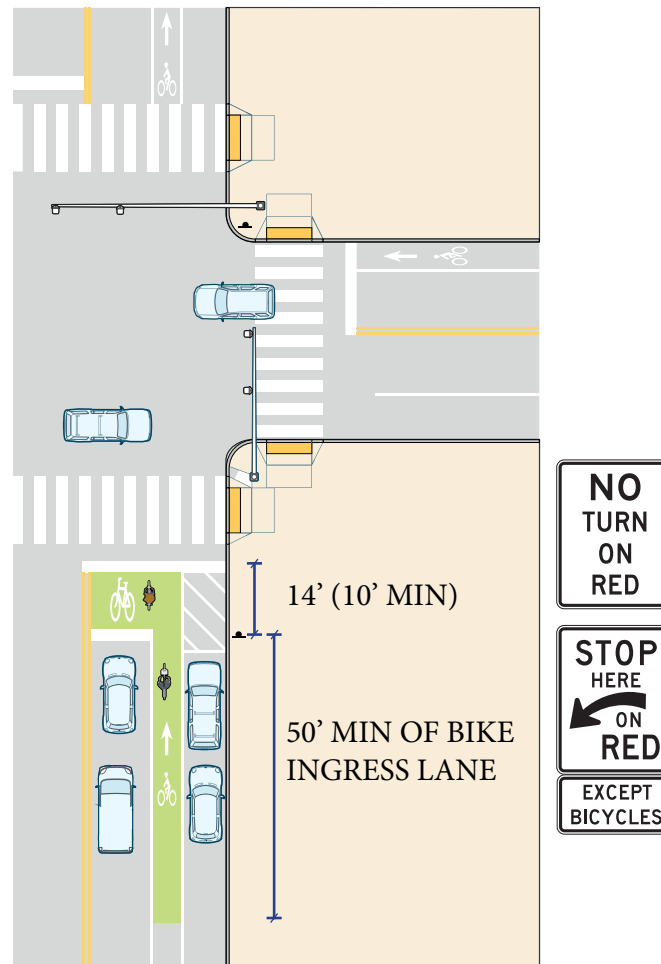 14’ (10’ MIN)
50’ MIN OF BIKE
INGRESS LANE
NO
TURN
ON
RED
STOP
HERE
ON
RED
EXCEPT
BICYCLES